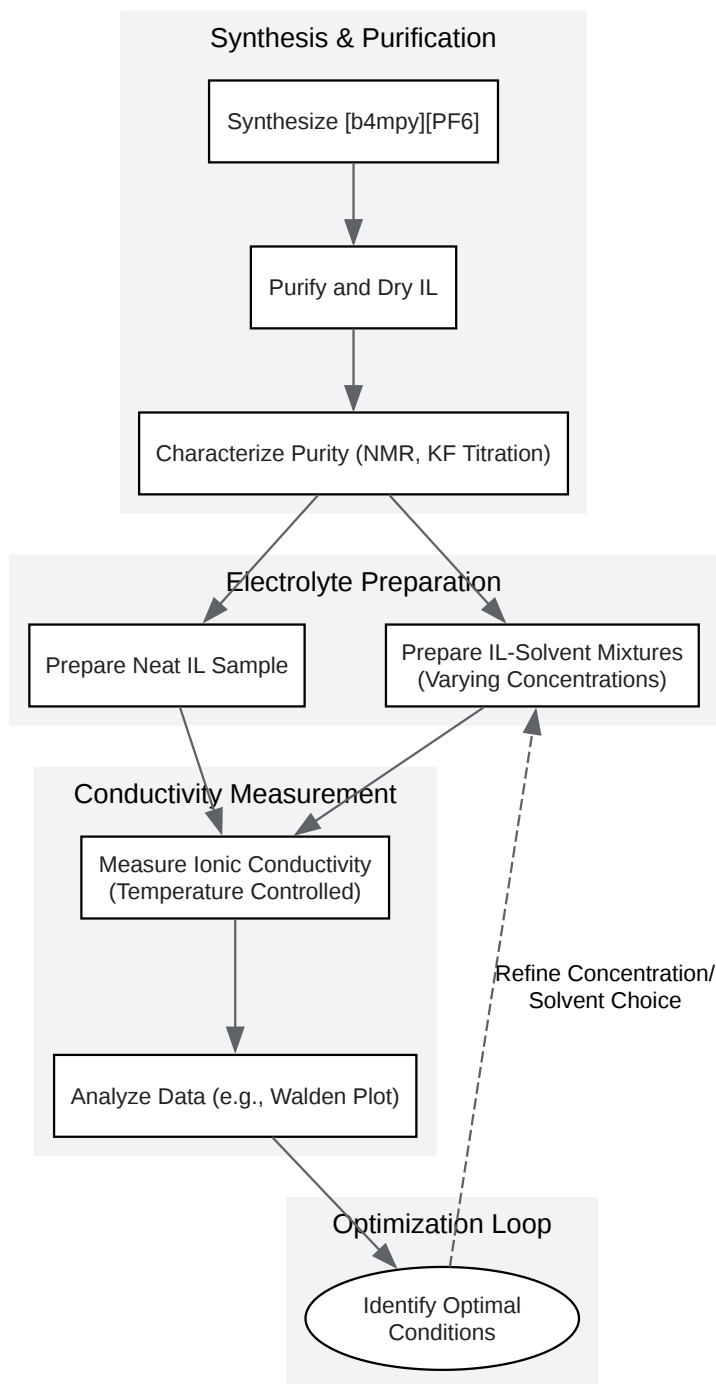 Synthesis & Purification
Synthesize [b4mpy][PF6]
Purify and Dry IL
Characterize Purity (NMR, KF Titration)
Electrolyte Preparation
Prepare Neat IL Sample
Prepare IL-Solvent Mixtures
(Varying Concentrations)
Conductivity Measurement
Measure Ionic Conductivity
(Temperature Controlled)
Refine Concentration/
Solvent Choice
Analyze Data (e.g., Walden Plot)
Optimization Loop
Identify Optimal
Conditions